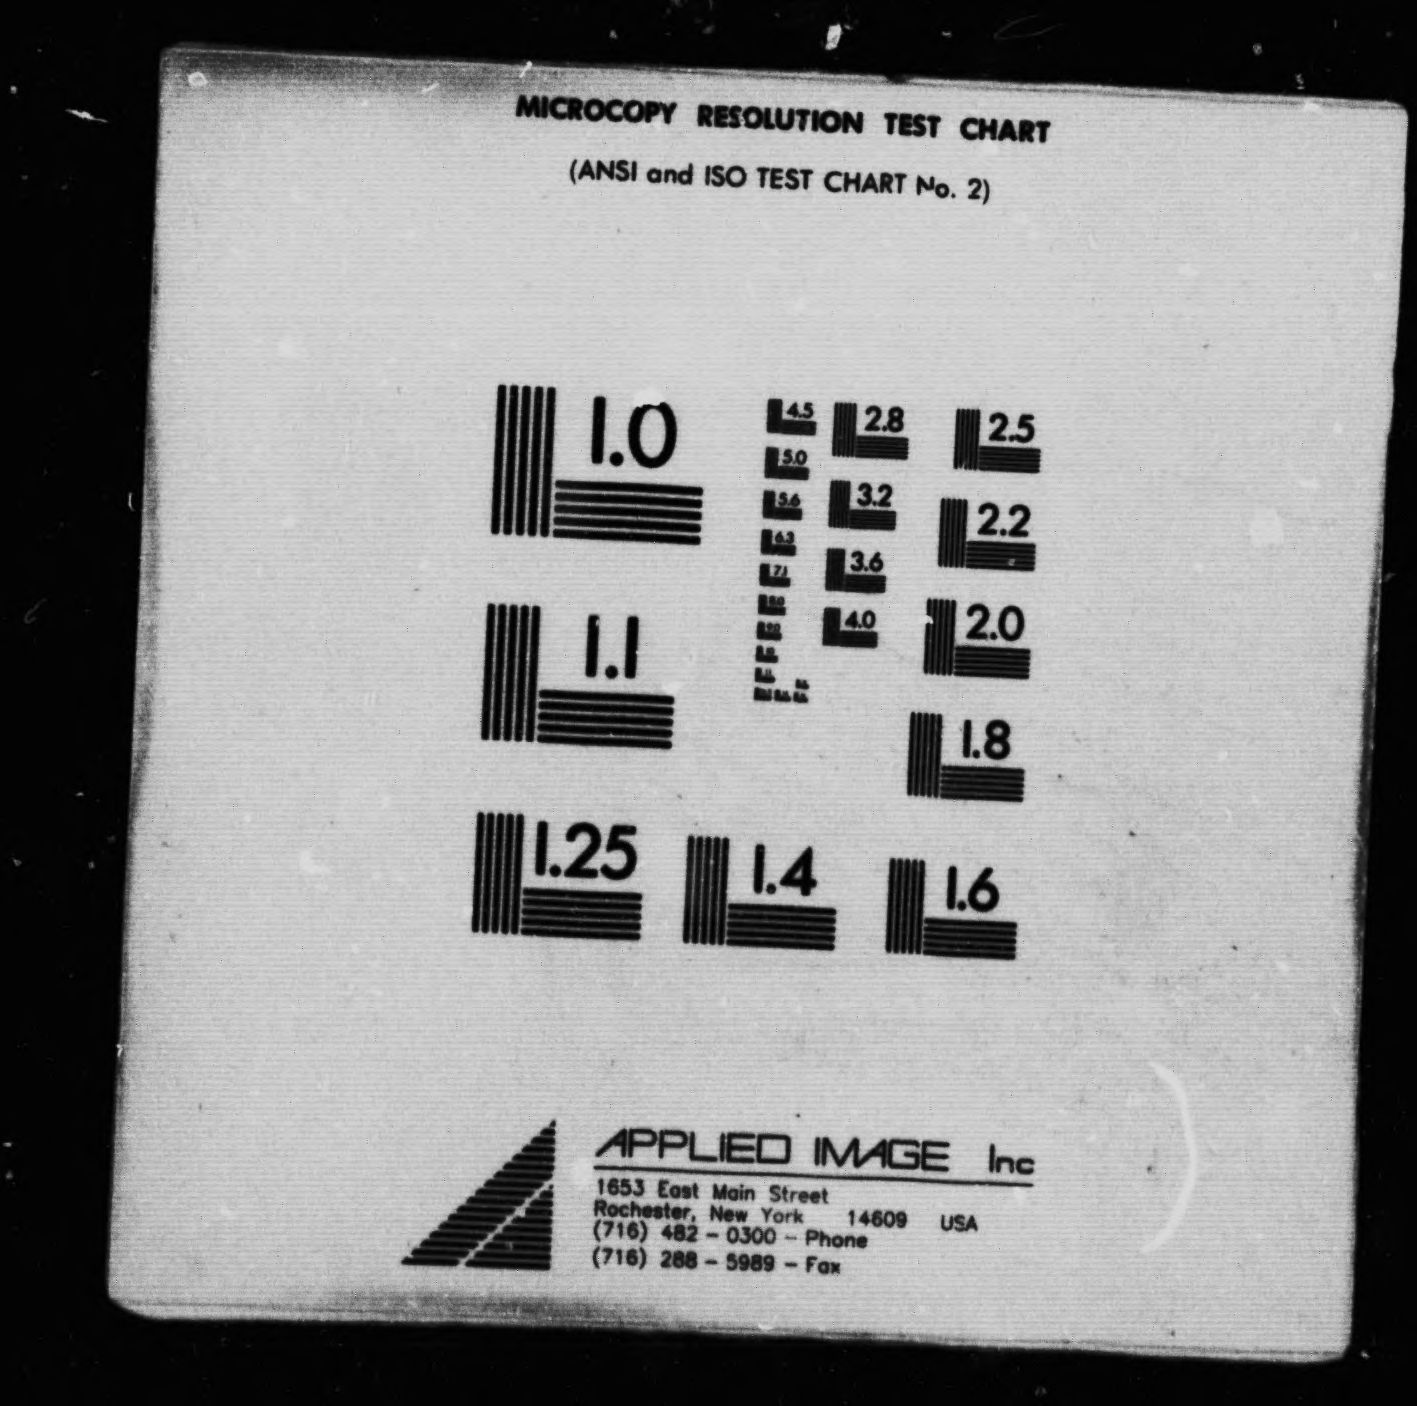 MICROCOPY RESOLUTION TEST CHART
(ANSI and ISO TEST CHART No. 2)
1.0
4.5
2.8
2.5
5.0
5.6
3.2
2.2
6.3
3.6
7.1
8.0
4.0
2.0
9.0
1.1
1.8
1.25
1.4
1.6
APPLIED IMAGE Inc
1653 East Main Street
Rochester, New York 14609 USA
(716) 482 - 0300 - Phone
(716) 288 - 5989 - Fax